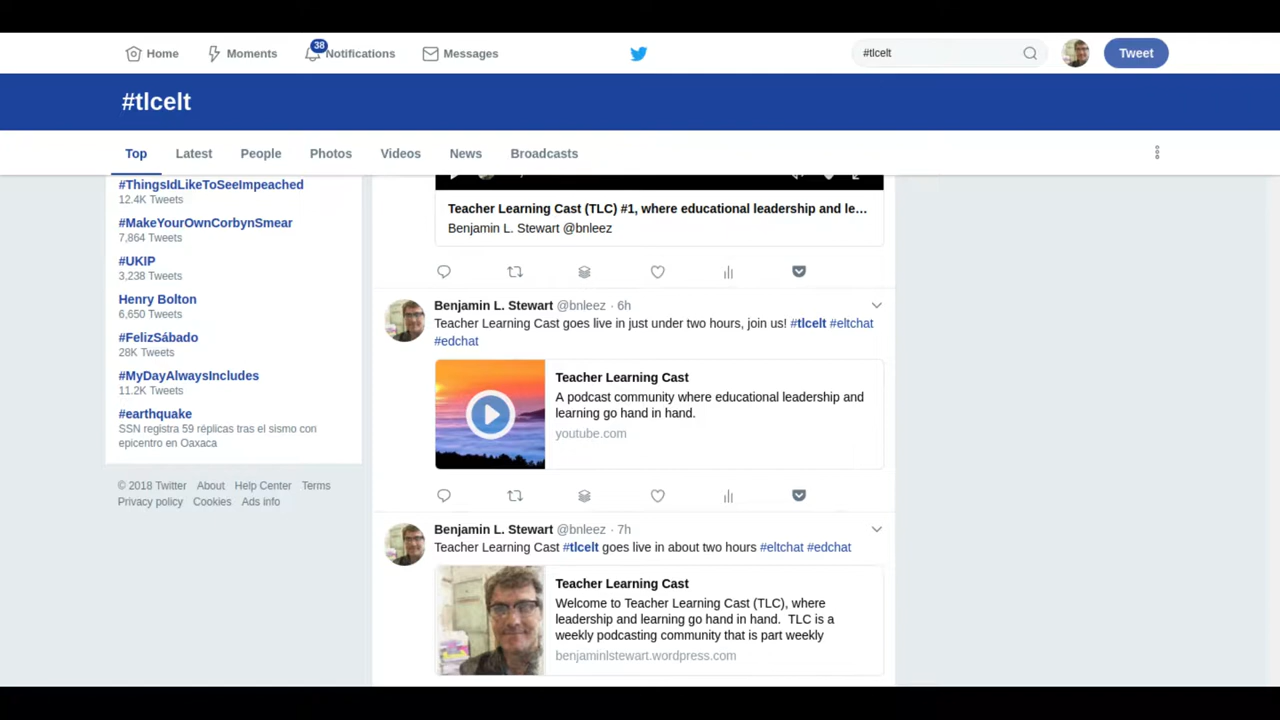 Home
Moments
38
Notifications
Messages
#tlcelt
Tweet
#tlcelt
Top
Latest
People
Photos
Videos
News
Broadcasts
#ThingsIdLikeToSeeImpeached
12.4K Tweets
#MakeYourOwnCorbynSmear
7,864 Tweets
#UKIP
3,238 Tweets
Henry Bolton
6,650 Tweets
#FelizSábado
28K Tweets
#MyDayAlwaysIncludes
11.2K Tweets
#earthquake
SSN registra 59 réplicas tras el sismo con
epicentro en Oaxaca
© 2018 Twitter About Help Center Terms
Privacy policy Cookies Ads info
Teacher Learning Cast (TLC) #1, where educational leadership and le…
Benjamin L. Stewart @bnleez
Benjamin L. Stewart @bnleez · 6h
Teacher Learning Cast goes live in just under two hours, join us! #tlcelt #eltchat
#edchat
Teacher Learning Cast
A podcast community where educational leadership and
learning go hand in hand.
youtube.com
Benjamin L. Stewart @bnleez · 7h
Teacher Learning Cast #tlcelt goes live in about two hours #eltchat #edchat
Teacher Learning Cast
Welcome to Teacher Learning Cast (TLC), where
leadership and learning go hand in hand. TLC is a
weekly podcasting community that is part weekly
benjaminlstewart.wordpress.com